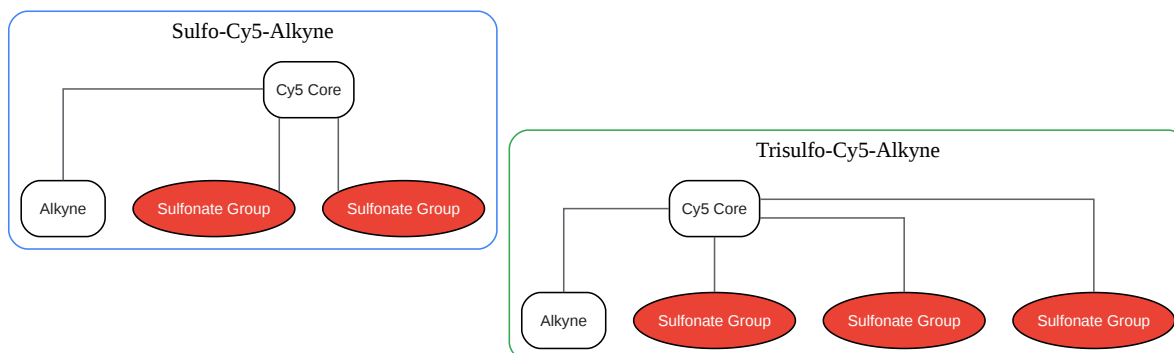 Sulfo-Cy5-Alkyne
Cy5 Core
Alkyne
Sulfonate Group
Sulfonate Group
Trisulfo-Cy5-Alkyne
Cy5 Core
Alkyne
Sulfonate Group
Sulfonate Group
Sulfonate Group